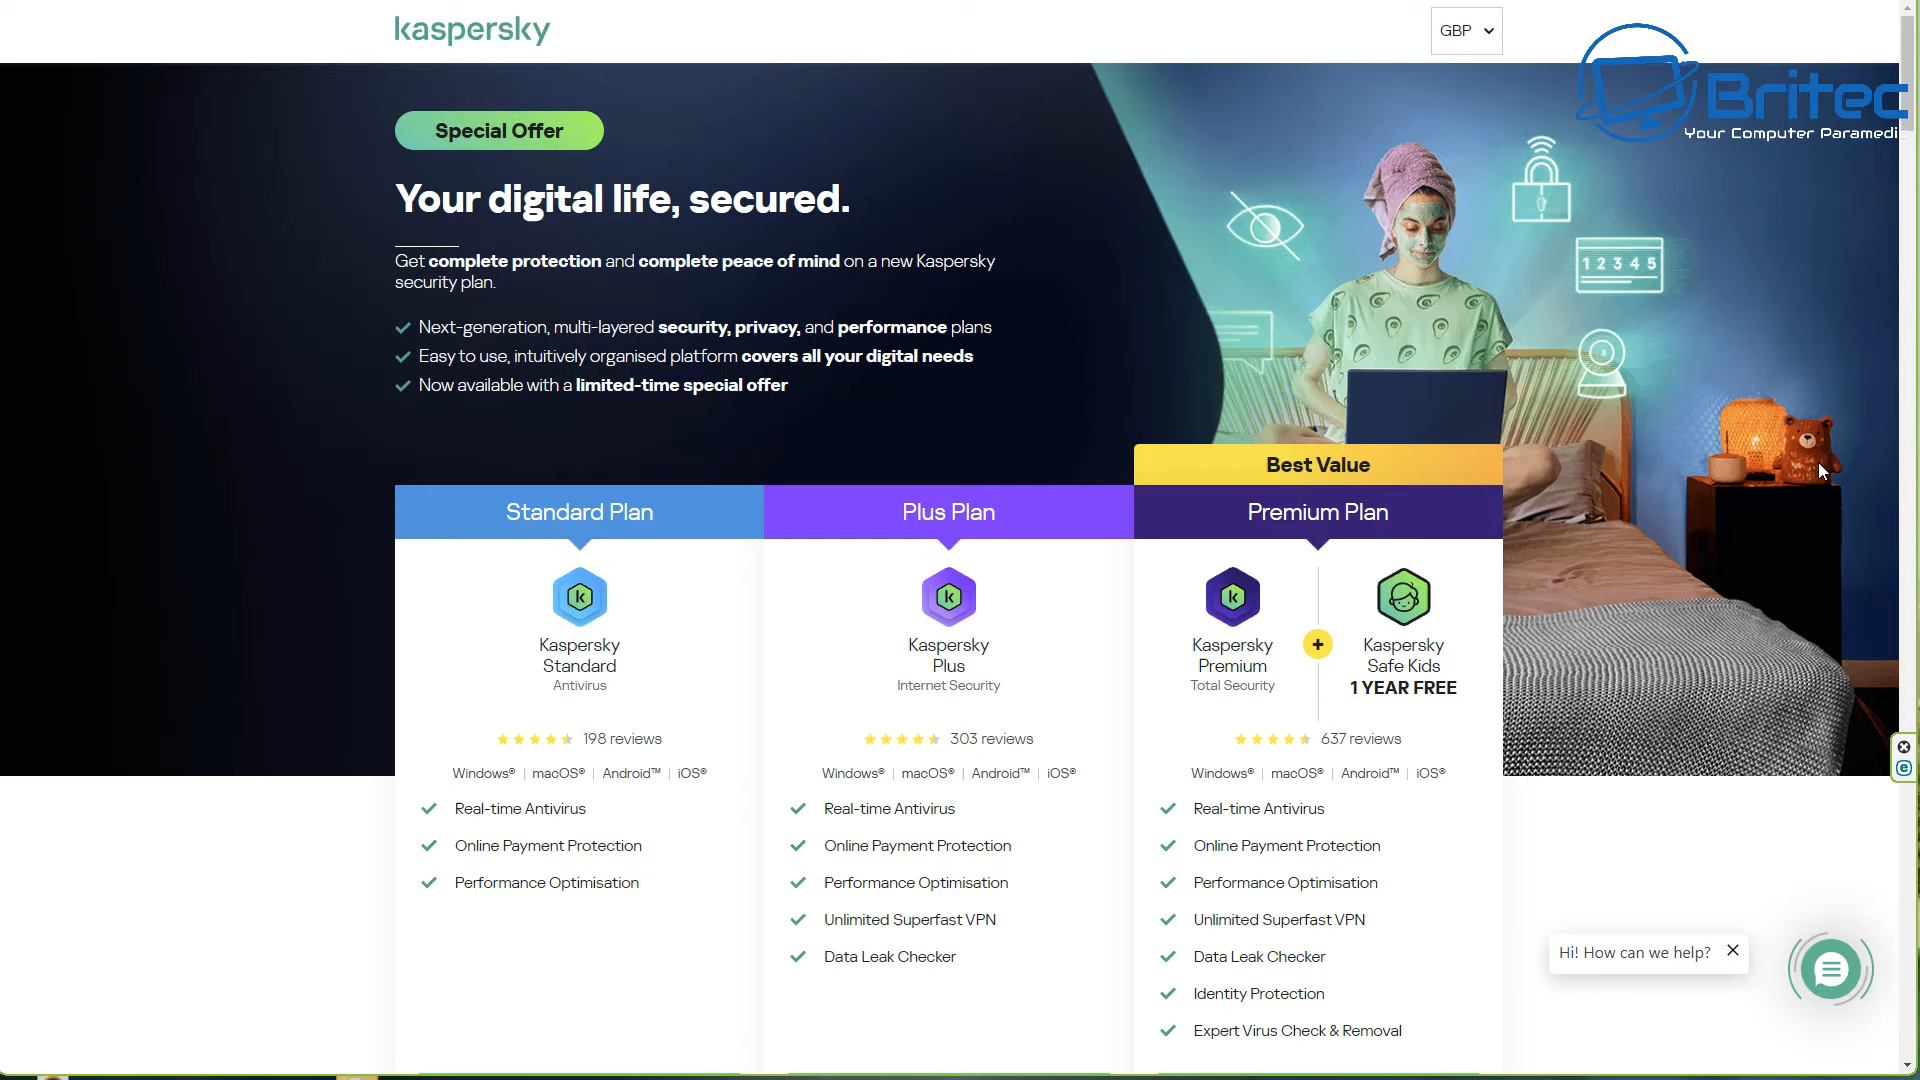 kaspersky
GBP
Britec
Your Computer Paramedi
Special Offer
Your digital life, secured.
Get complete protection and complete peace of mind on a new Kaspersky
security plan.
Next-generation, multi-layered security, privacy, and performance plans
Easy to use, intuitively organised platform covers all your digital needs
Now available with a limited-time special offer
1 2 3 4 5
Best Value
Standard Plan
Plus Plan
Premium Plan
Kaspersky
Standard
Antivirus
198 reviews
Windows® | macOS® | Android™ | iOS®
Real-time Antivirus
Online Payment Protection
Performance Optimisation
Kaspersky
Plus
Internet Security
303 reviews
Windows® | macOS® | Android™ | iOS®
Real-time Antivirus
Online Payment Protection
Performance Optimisation
Unlimited Superfast VPN
Data Leak Checker
Kaspersky
Premium
Total Security
+
Kaspersky
Safe Kids
1 YEAR FREE
637 reviews
Windows® | macOS® | Android™ | iOS®
Real-time Antivirus
Online Payment Protection
Performance Optimisation
Unlimited Superfast VPN
Data Leak Checker
Identity Protection
Expert Virus Check & Removal
Hi! How can we help?